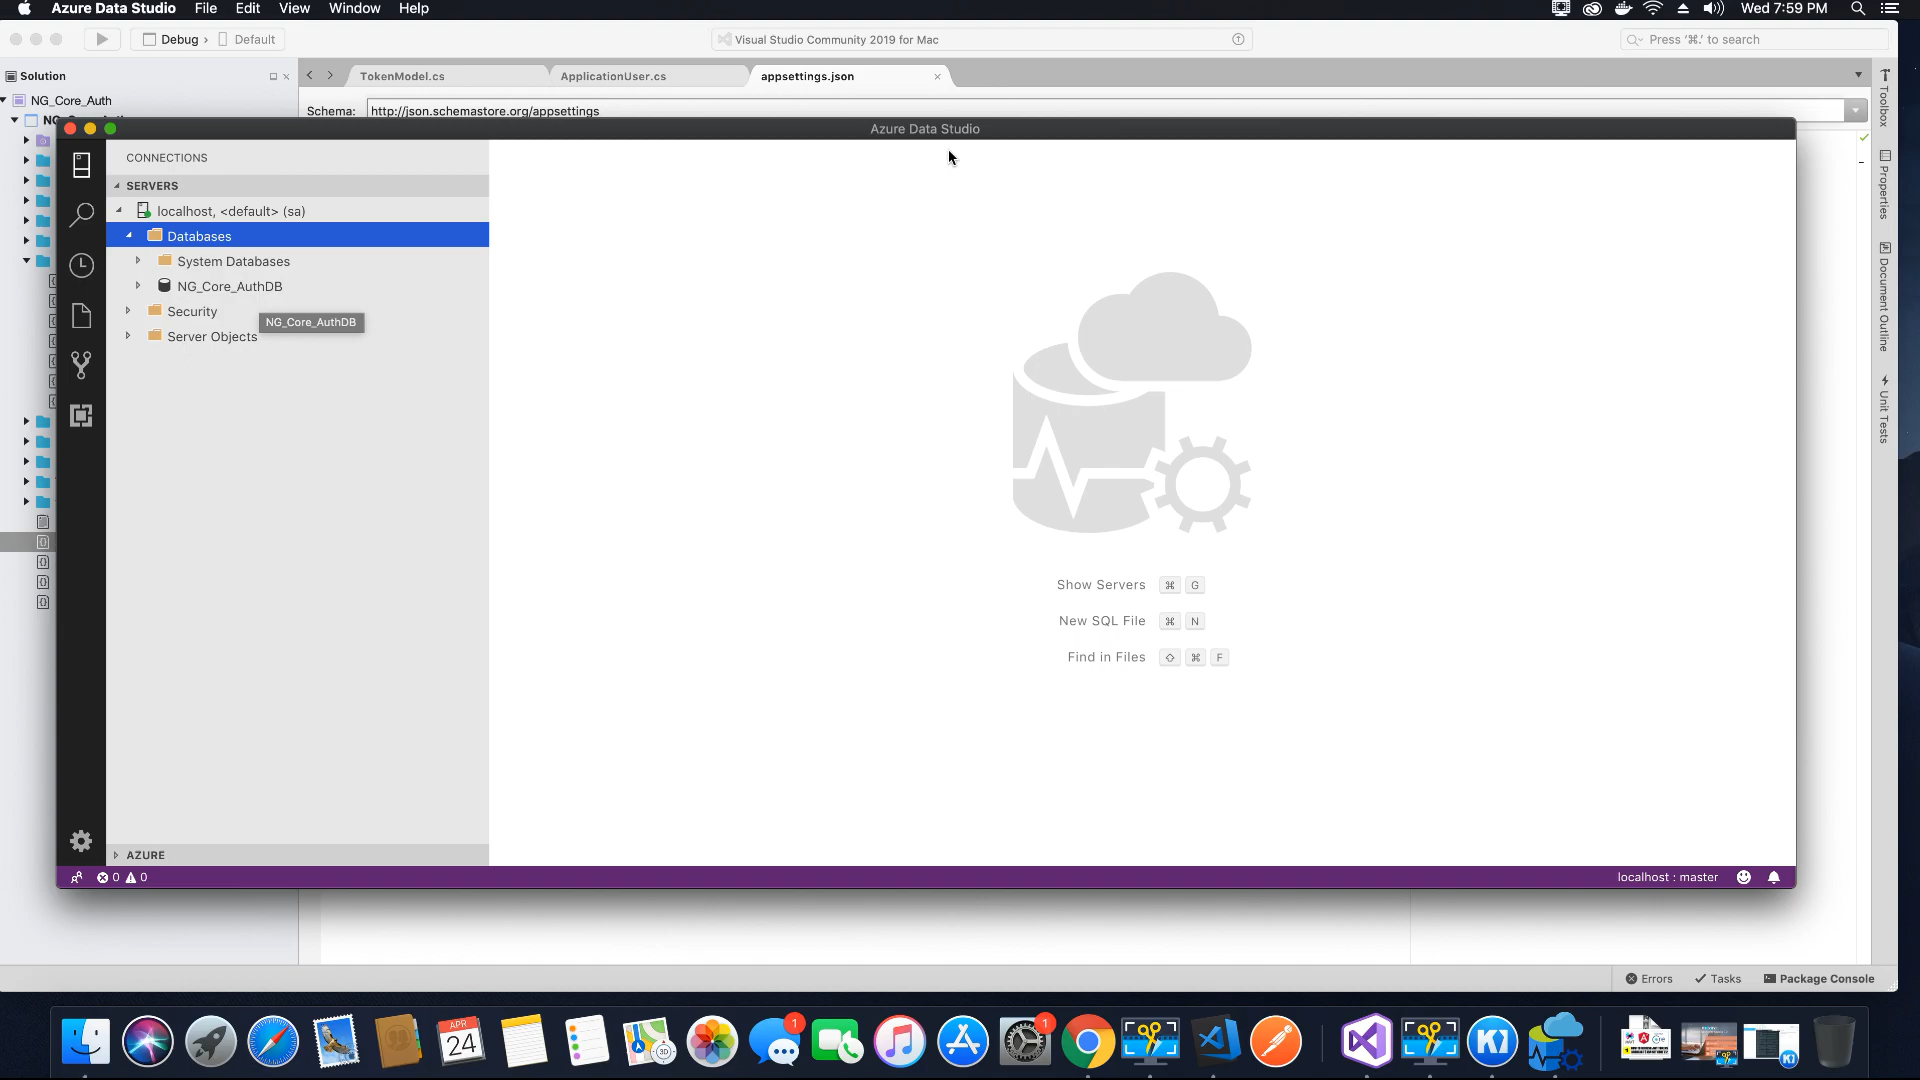 Azure Data Studio File Edit View Window Help Wed 7:59 PM
Debug › Default Visual Studio Community 2019 for Mac Press '⌘.' to search
Solution TokenModel.cs ApplicationUser.cs appsettings.json
NG_Core_Auth
Schema: http://json.schemastore.org/appsettings
Azure Data Studio
CONNECTIONS
SERVERS
localhost, <default> (sa)
Databases
System Databases
NG_Core_AuthDB
Security
NG_Core_AuthDB
Server Objects
Show Servers ⌘ G
New SQL File ⌘ N
Find in Files ⇧ ⌘ F
AZURE
0 0 localhost : master
Toolbox
Properties
Document Outline
Unit Tests
Errors Tasks Package Console
APR
24
3D
1
1